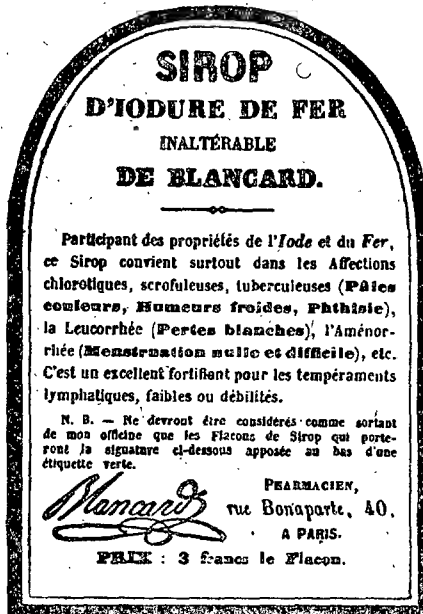 SIROP
D'IODURE DE FER
INALTÉRABLE
DE BLANCARD.
Participant des propriétés de l'Iode et du Fer,
ce Sirop convient surtout dans les Affections
chlorotiques, scrofuleuses, tuberculeuses (Pâles
couleurs, Humeurs froides, Phthisie),
la Leucorrhée (Pertes blanches), l'Aménor-
rhée (Menstruation nulle et difficile), etc.
C'est un excellent fortifiant pour les tempéraments
lymphatiques, faibles ou débilités.
N. B. — Ne devront être considérés comme sortant
de mon officine que les Flacons de Sirop qui porte-
ront la signature ci-dessous apposée au bas d'une
étiquette verte.
Blancard
PHARMACIEN,
rue Bonaparte, 40,
A PARIS.
PRIX : 3 francs le Flacon.